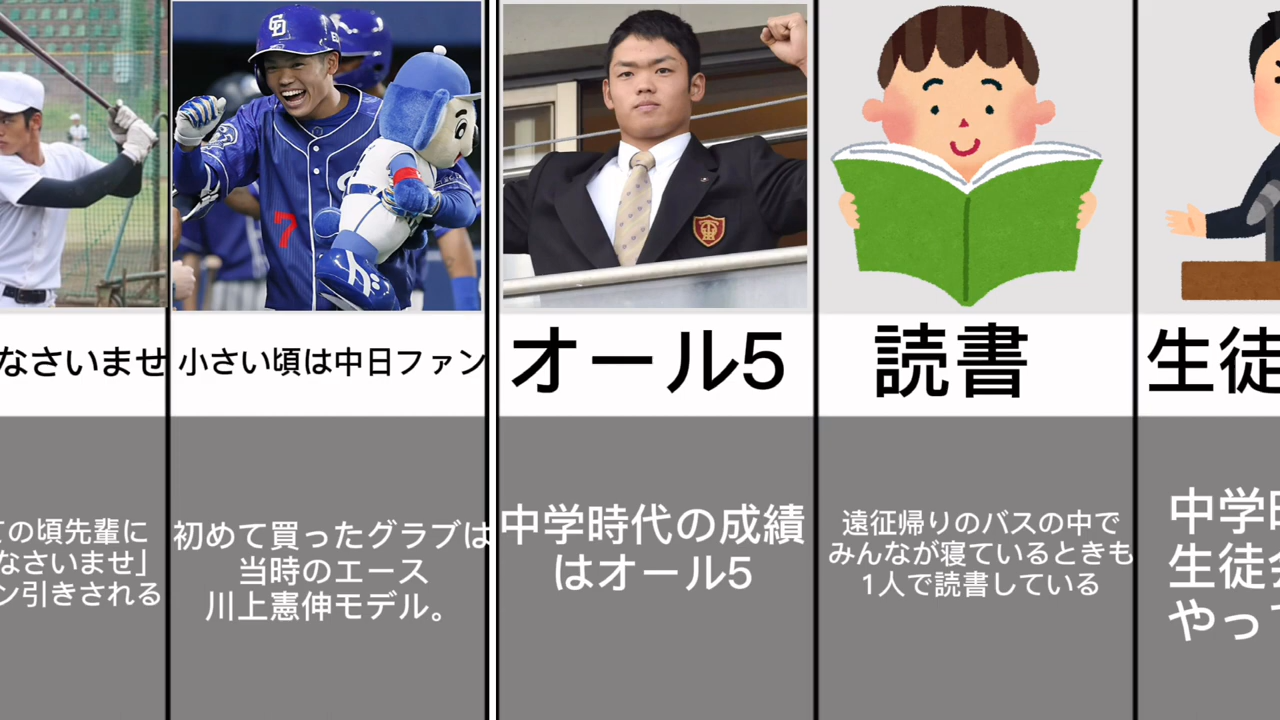 なさいませ
小さい頃は中日ファン
オール5
読書
生徒
の頃先輩に
なさいませ」
ン引きされる
初めて買ったグラブは
当時のエース
川上憲伸モデル。
中学時代の成績
はオール5
遠征帰りのバスの中で
みんなが寝ているときも
1人で読書している
中学時
生徒会
やって
CD
7